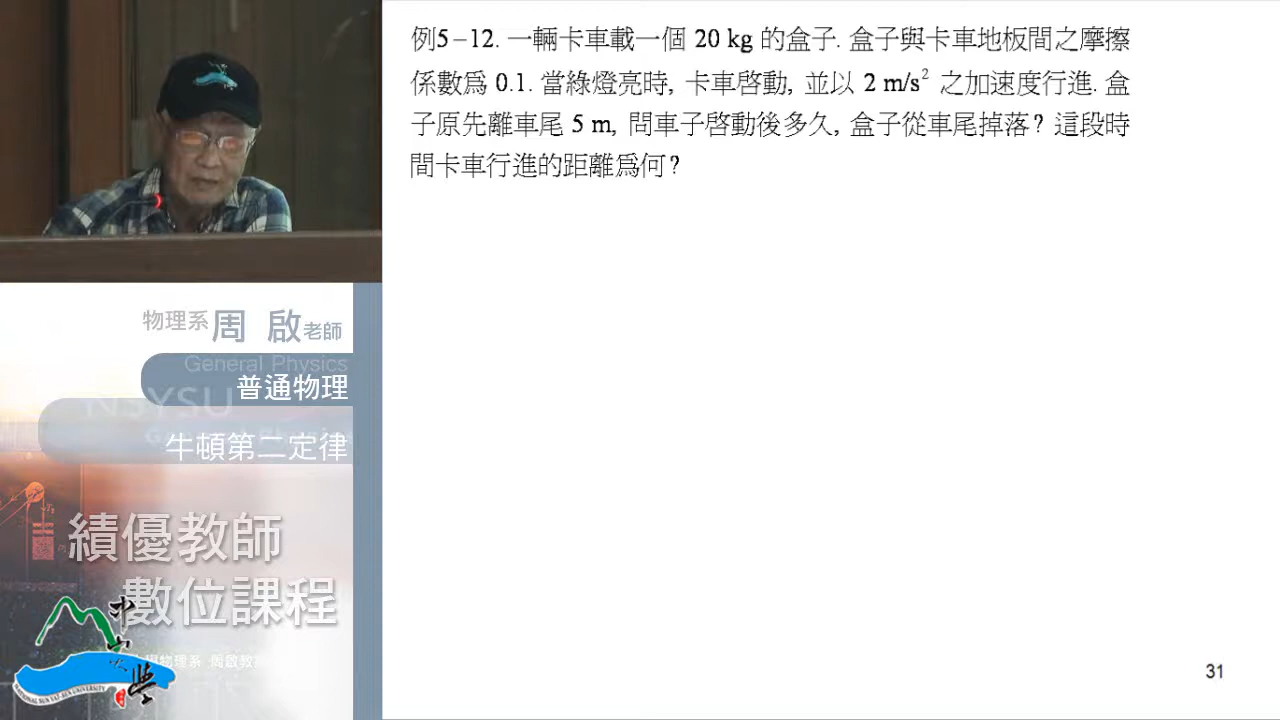 例5－12. 一輛卡車載一個 20 kg 的盒子. 盒子與卡車地板間之摩擦
係數爲 0.1. 當綠燈亮時, 卡車啓動, 並以 2 m/s² 之加速度行進. 盒
子原先離車尾 5 m, 問車子啓動後多久, 盒子從車尾掉落? 這段時
間卡車行進的距離爲何?
物理系周 啟老師
General Physics
普通物理
NSYSU
牛頓第二定律
績優教師
數位課程
NATIONAL SUN YAT-SEN UNIVERSITY
31